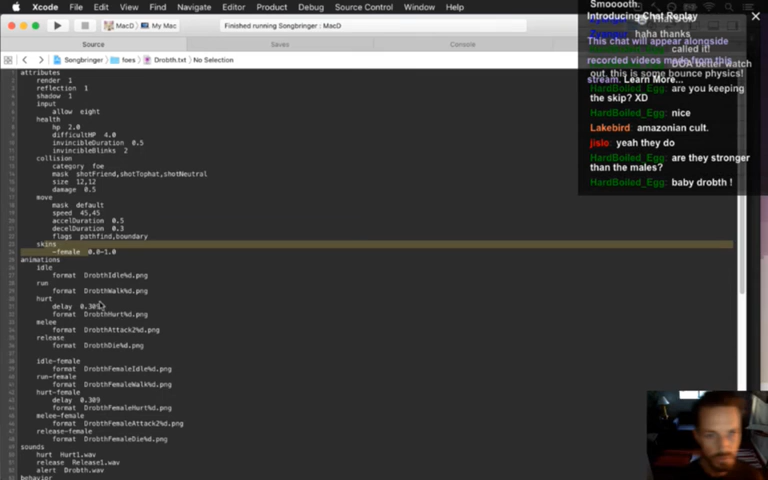 Xcode File Edit View Find Navigate Editor Product Debug Source Control Window Help
MacD My Mac
Finished running Songbringer : MacD
Source
Saves
Console
Songbringer foes Drobth.txt No Selection
attributes
render 1
reflection 1
shadow 1
input
allow eight
health
hp 2.0
difficultHP 4.0
invincibleDuration 0.5
invincibleBlinks 2
collision
category foe
mask shotFriend,shotTophat,shotNeutral
size 12,12
damage 0.5
move
mask default
speed 45,45
accelDuration 0.5
decelDuration 0.3
flags pathfind,boundary
skins
-female 0.0-1.0
animations
idle
format DrobthIdle%d.png
run
format DrobthWalk%d.png
hurt
delay 0.309
format DrobthHurt%d.png
melee
format DrobthAttack2%d.png
release
format DrobthDie%d.png
idle-female
format DrobthFemaleIdle%d.png
run-female
format DrobthFemaleWalk%d.png
hurt-female
delay 0.309
format DrobthFemaleHurt%d.png
melee-female
format DrobthFemaleAttack2%d.png
release-female
format DrobthFemaleDie%d.png
sounds
hurt Hurt1.wav
release Release1.wav
alert Drobth.wav
behavior
Smooooth.
Introducing Chat Replay
haha thanks
This chat will appear alongside
called it!
recorded videos made from this
DOA better watch
out, this is some bounce physics!
stream. Learn More...
HardBoiled_Egg: are you keeping
the skip? XD
HardBoiled_Egg: nice
Lakebird: amazonian cult.
jislo: yeah they do
HardBoiled_Egg: are they stronger
than the males?
HardBoiled_Egg: baby drobth !